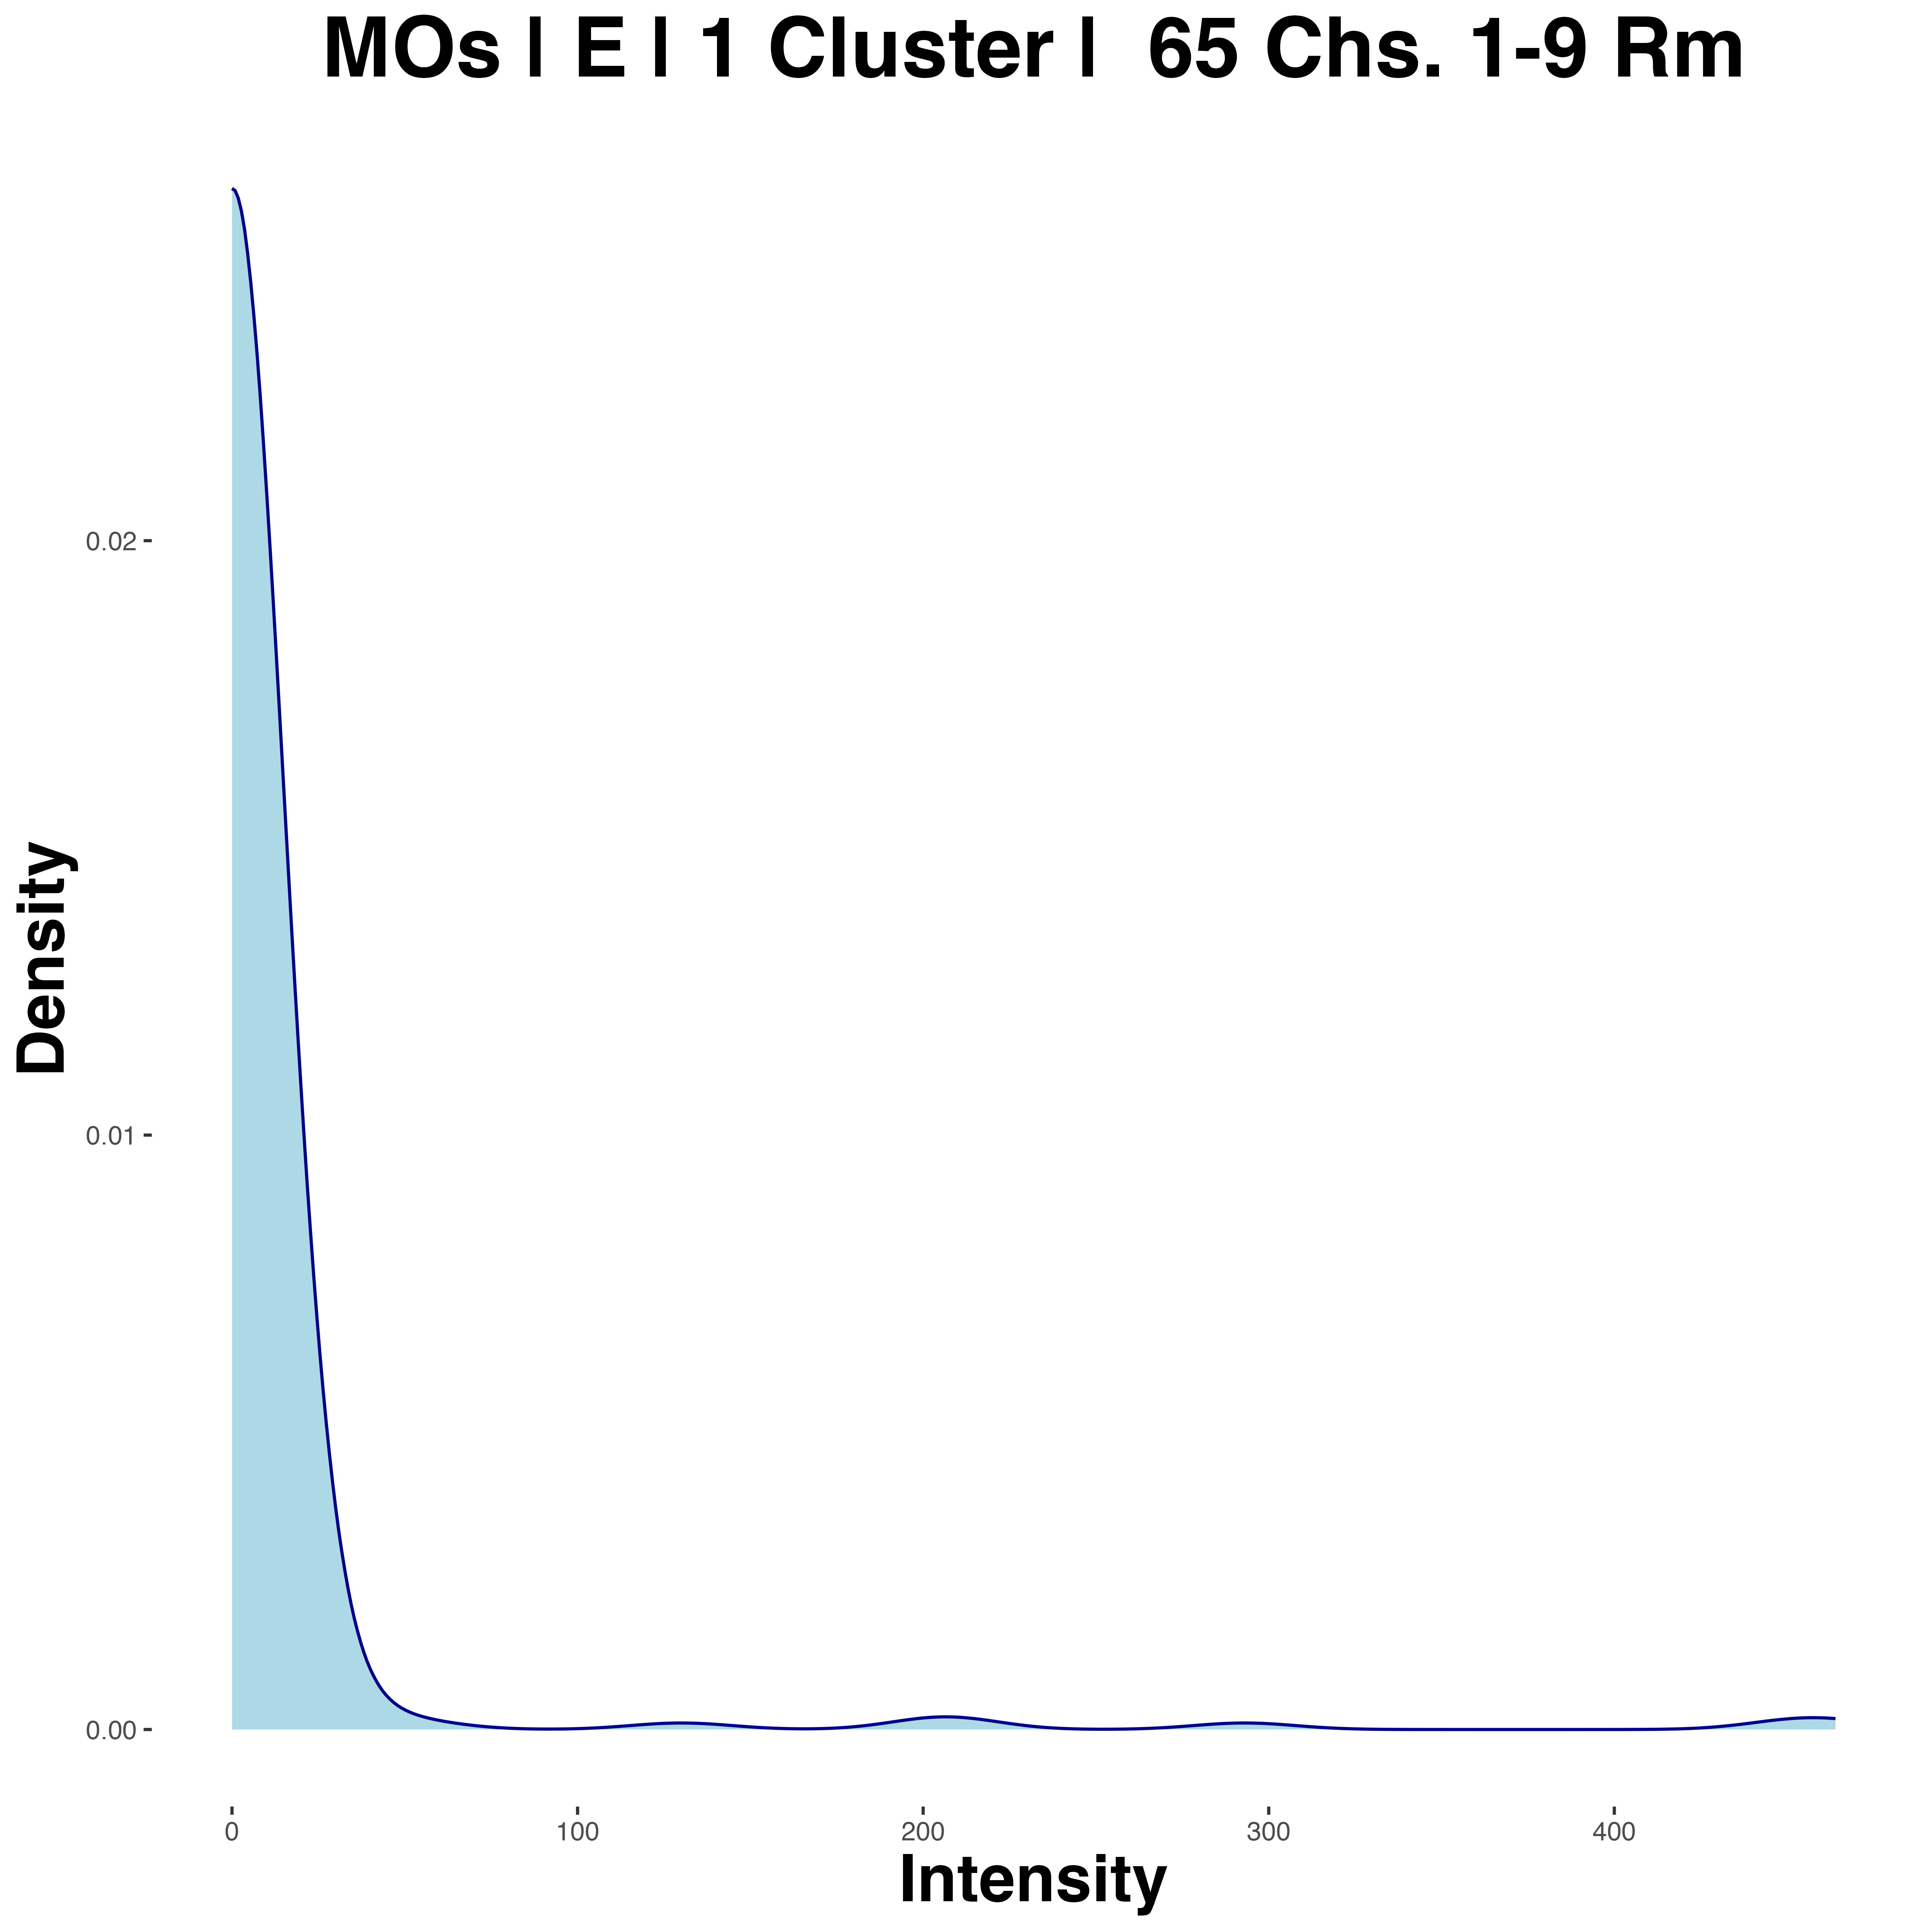 MOs | E | 1 Cluster |  65 Chs. 1-9 Rm
Density
0.02
0.01
0.00
0 100 200 300 400
Intensity